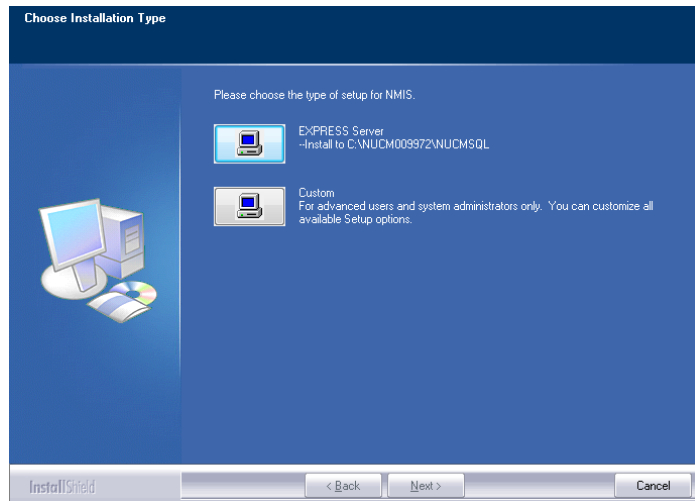 Choose Installation Type
Please choose the type of setup for NMIS.
EXPRESS Server
--Install to C:\NUCM009972\NUCMSQL
Custom
For advanced users and system administrators only. You can customize all
available Setup options.
InstallShield
< Back
Next >
Cancel